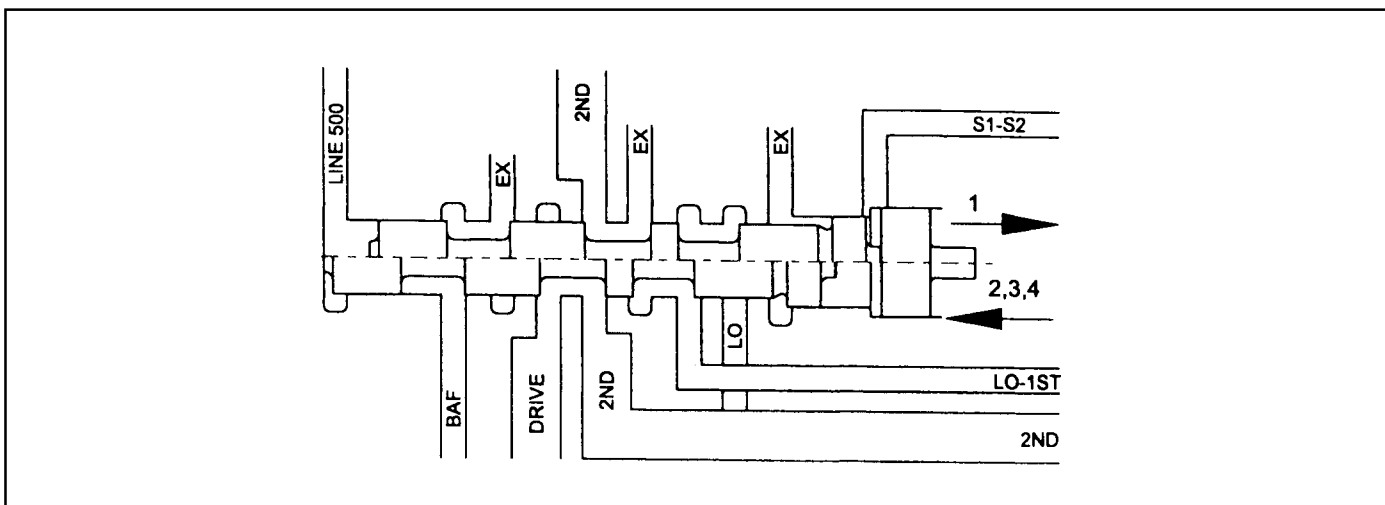 LINE 500
EX
2ND
EX
EX
S1-S2
1
2,3,4
BAF
DRIVE
2ND
LO
LO-1ST
2ND